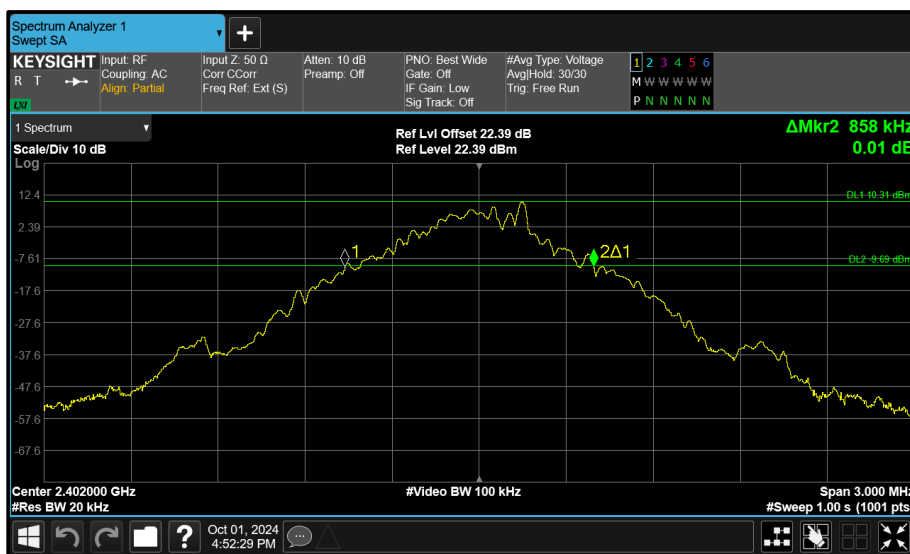 Spectrum Analyzer 1
Swept SA
KEYSIGHT
R T
LXI
Input: RF
Coupling: AC
Align: Partial
Input Z: 50 Ω
Corr CCorr
Freq Ref: Ext (S)
Atten: 10 dB
Preamp: Off
PNO: Best Wide
Gate: Off
IF Gain: Low
Sig Track: Off
#Avg Type: Voltage
Avg|Hold: 30/30
Trig: Free Run
1 2 3 4 5 6
M W W W W W
P N N N N N
1 Spectrum
Scale/Div 10 dB
Log
Ref Lvl Offset 22.39 dB
Ref Level 22.39 dBm
ΔMkr2 858 kHz
0.01 dB
12.4
2.39
-7.61
-17.6
-27.6
-37.6
-47.6
-57.6
-67.6
DL1 10.31 dBm
1
2Δ1
DL2 -9.69 dBm
Center 2.402000 GHz
#Res BW 20 kHz
#Video BW 100 kHz
Span 3.000 MHz
#Sweep 1.00 s (1001 pts
?
Oct 01, 2024
4:52:29 PM